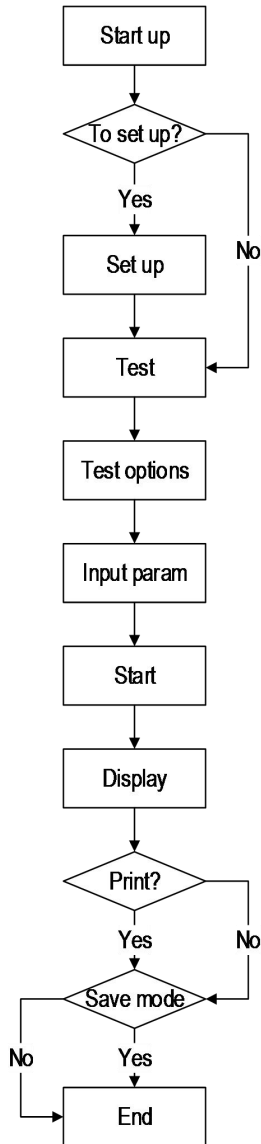 Start up
To set up?
Yes
No
Set up
Test
Test options
Input param
Start
Display
Print?
Yes
No
Save mode
No
Yes
End